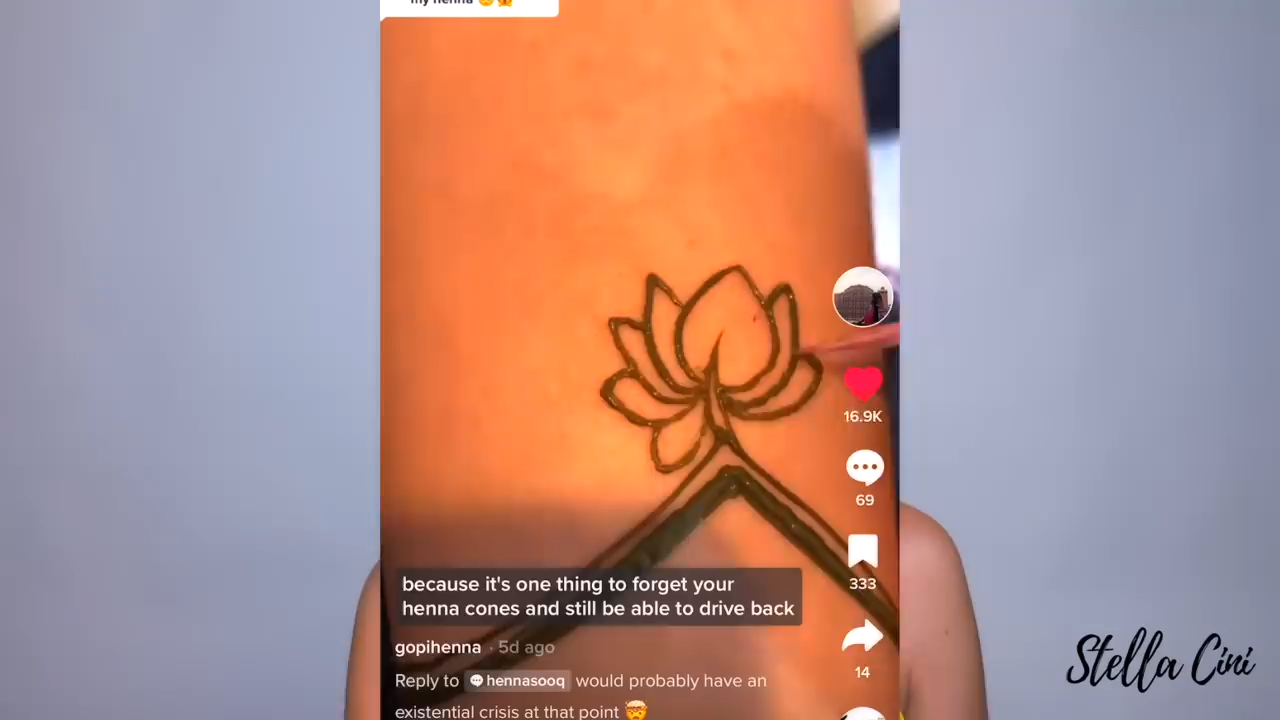 my henna 😢🫣
16.9K
69
333
14
because it's one thing to forget your
henna cones and still be able to drive back
gopihenna · 5d ago
Reply to hennasooq would probably have an
existential crisis at that point 🤯
Stella Cini